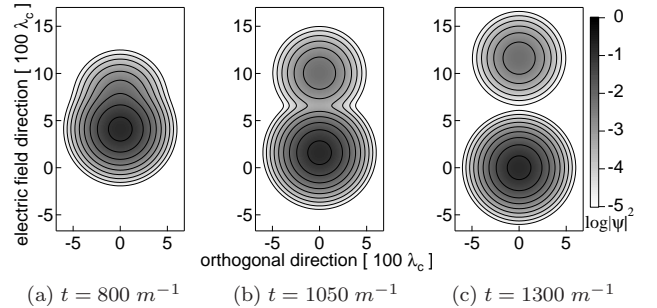 electric field direction [ 100 λc ]
15
10
5
0
-5
-5 0 5
15
10
5
0
-5
-5 0 5
15
10
5
0
-5
-5 0 5
0
-1
-2
-3
-4
-5
log|ψ|²
orthogonal direction [ 100 λc ]
(a) t = 800 m⁻¹
(b) t = 1050 m⁻¹
(c) t = 1300 m⁻¹